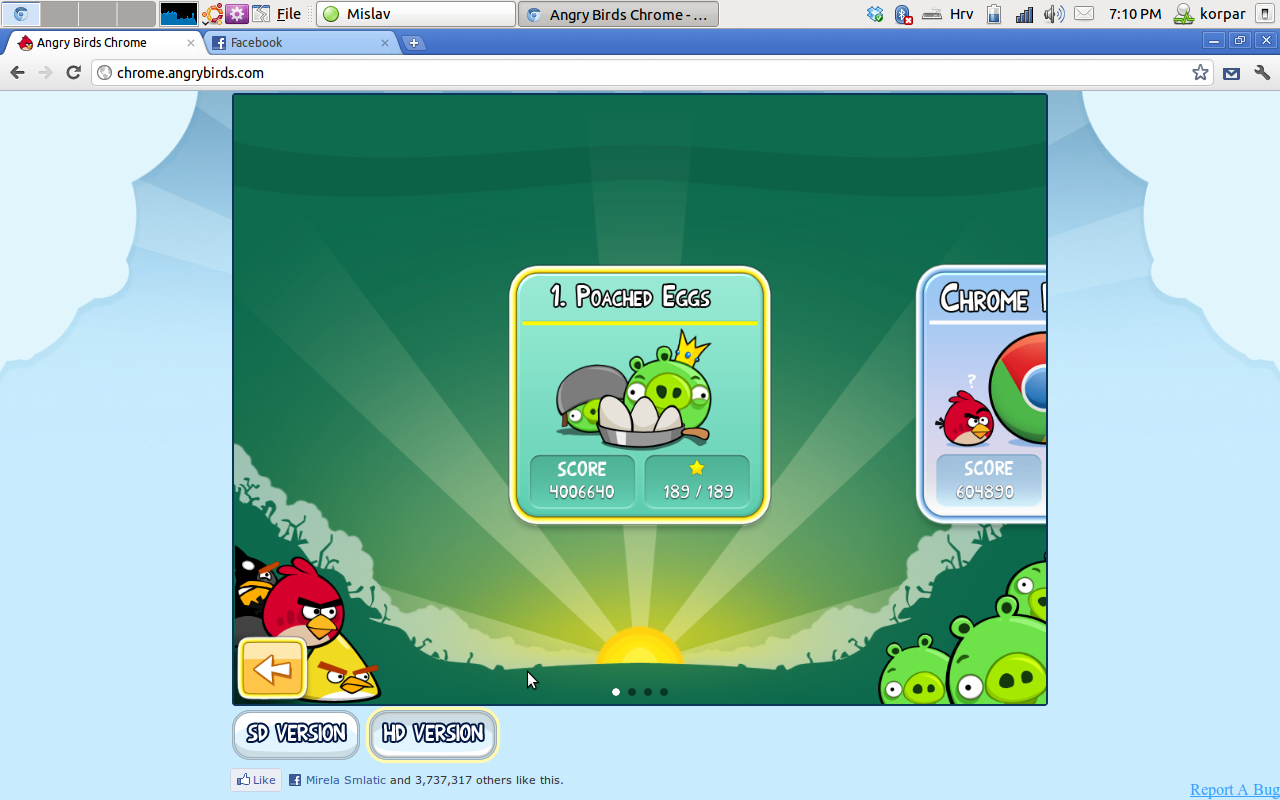 File
Mislav
Angry Birds Chrome - ...
Hrv
7:10 PM
korpar
Angry Birds Chrome
Facebook
chrome.angrybirds.com
1. Poached Eggs
SCORE
4006640
189 / 189
Chrome
?
SCORE
604890
SD VERSION
HD VERSION
Like
Mirela Smlatic and 3,737,317 others like this.
Report A Bug